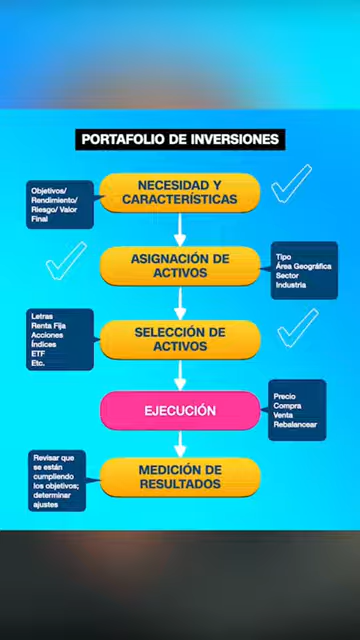 PORTAFOLIO DE INVERSIONES
Objetivos/
Rendimiento/
Riesgo/ Valor
Final
NECESIDAD Y
CARACTERÍSTICAS
ASIGNACIÓN DE
ACTIVOS
Tipo
Área Geográfica
Sector
Industria
Letras
Renta Fija
Acciones
Índices
ETF
Etc.
SELECCIÓN DE
ACTIVOS
EJECUCIÓN
Precio
Compra
Venta
Rebalancear
Revisar que
se están
cumpliendo
los objetivos;
determinar
ajustes
MEDICIÓN DE
RESULTADOS